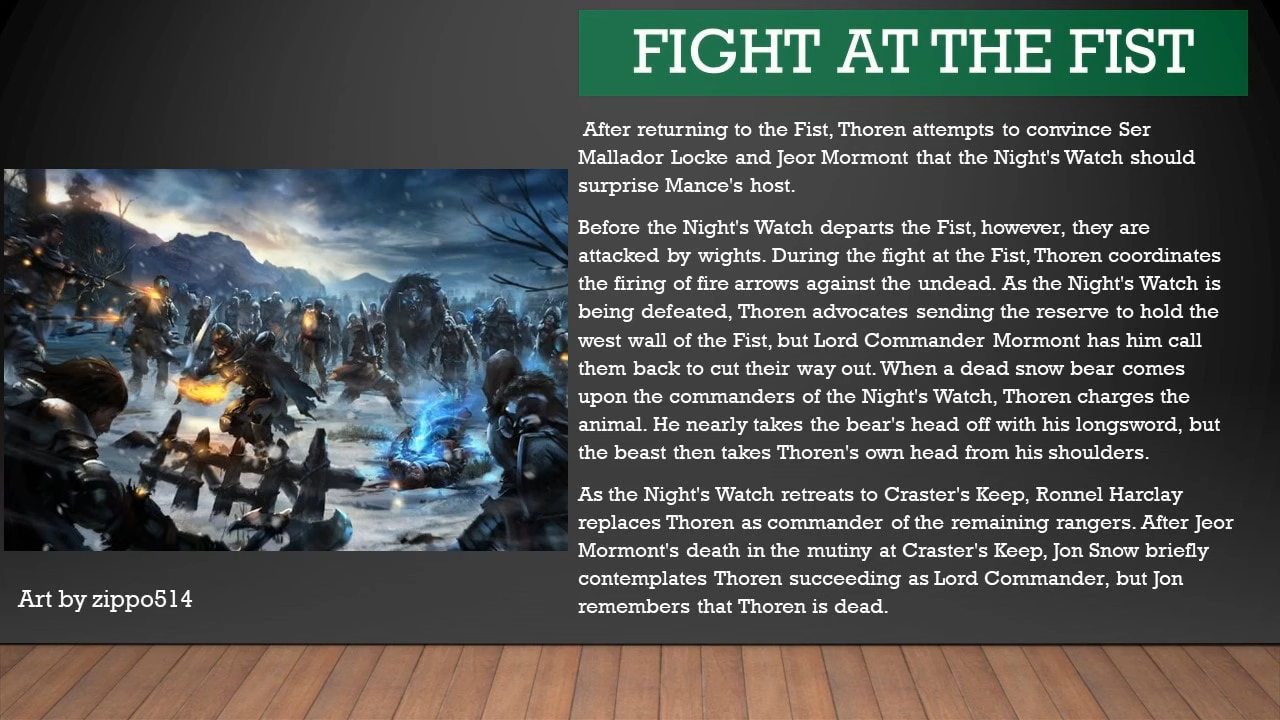 FIGHT AT THE FIST
After returning to the Fist, Thoren attempts to convince Ser
Mallador Locke and Jeor Mormont that the Night's Watch should
surprise Mance's host.
Before the Night's Watch departs the Fist, however, they are
attacked by wights. During the fight at the Fist, Thoren coordinates
the firing of fire arrows against the undead. As the Night's Watch is
being defeated, Thoren advocates sending the reserve to hold the
west wall of the Fist, but Lord Commander Mormont has him call
them back to cut their way out. When a dead snow bear comes
upon the commanders of the Night's Watch, Thoren charges the
animal. He nearly takes the bear's head off with his longsword, but
the beast then takes Thoren's own head from his shoulders.
As the Night's Watch retreats to Craster's Keep, Ronnel Harclay
replaces Thoren as commander of the remaining rangers. After Jeor
Mormont's death in the mutiny at Craster's Keep, Jon Snow briefly
contemplates Thoren succeeding as Lord Commander, but Jon
remembers that Thoren is dead.
Art by zippo514